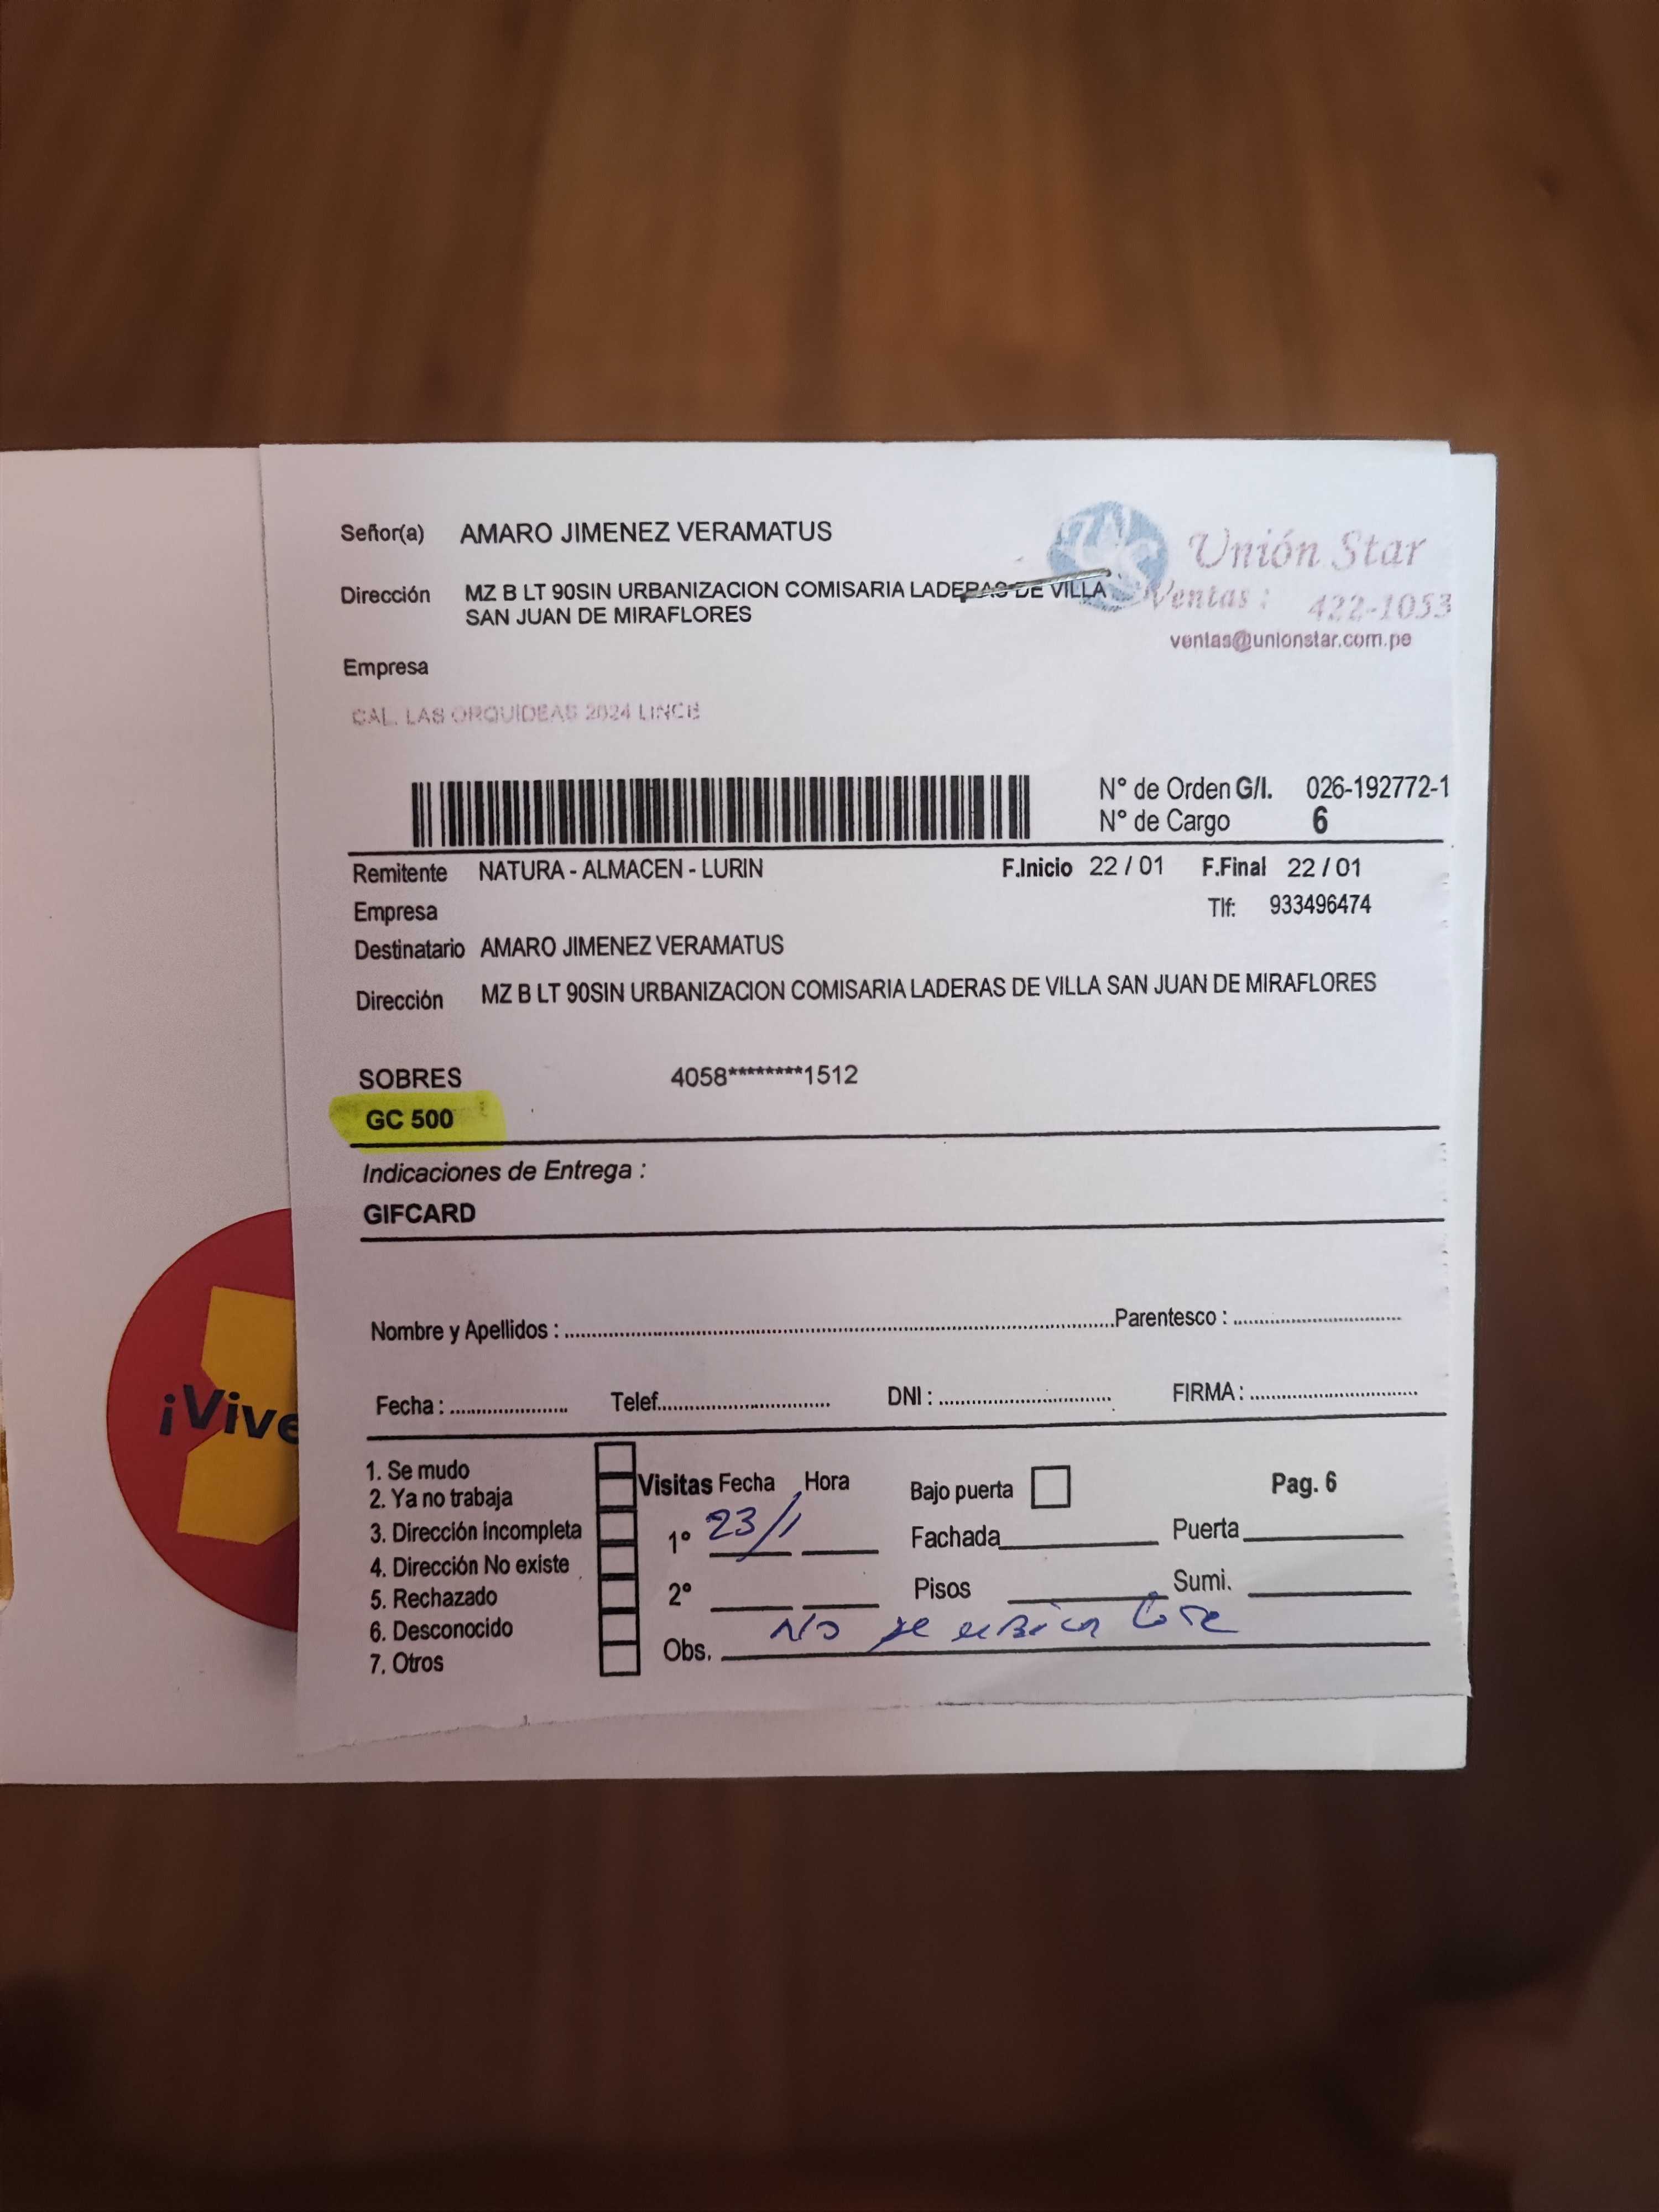 Señor(a) AMARO JIMENEZ VERAMATUS
Unión Star
Dirección MZ B LT 90SIN URBANIZACION COMISARIA LADERAS DE VILLA
SAN JUAN DE MIRAFLORES
Ventas : 422-1053
ventas@unionstar.com.pe
Empresa
CAL. LAS ORQUIDEAS 2024 LINCE
N° de Orden G/I. 026-192772-1
N° de Cargo 6
Remitente NATURA - ALMACEN - LURIN F.Inicio 22 / 01 F.Final 22 / 01
Empresa Tlf: 933496474
Destinatario AMARO JIMENEZ VERAMATUS
Dirección MZ B LT 90SIN URBANIZACION COMISARIA LADERAS DE VILLA SAN JUAN DE MIRAFLORES
SOBRES 4058********1512
GC 500
Indicaciones de Entrega :
GIFCARD
Nombre y Apellidos : Parentesco :
Fecha : Telef. DNI : FIRMA :
¡Vive
1. Se mudo
2. Ya no trabaja
3. Dirección incompleta
4. Dirección No existe
5. Rechazado
6. Desconocido
7. Otros
Visitas Fecha Hora
1° 23/1
2°
Obs. No se ubica Lote
Bajo puerta Pag. 6
Fachada Puerta
Pisos Sumi.